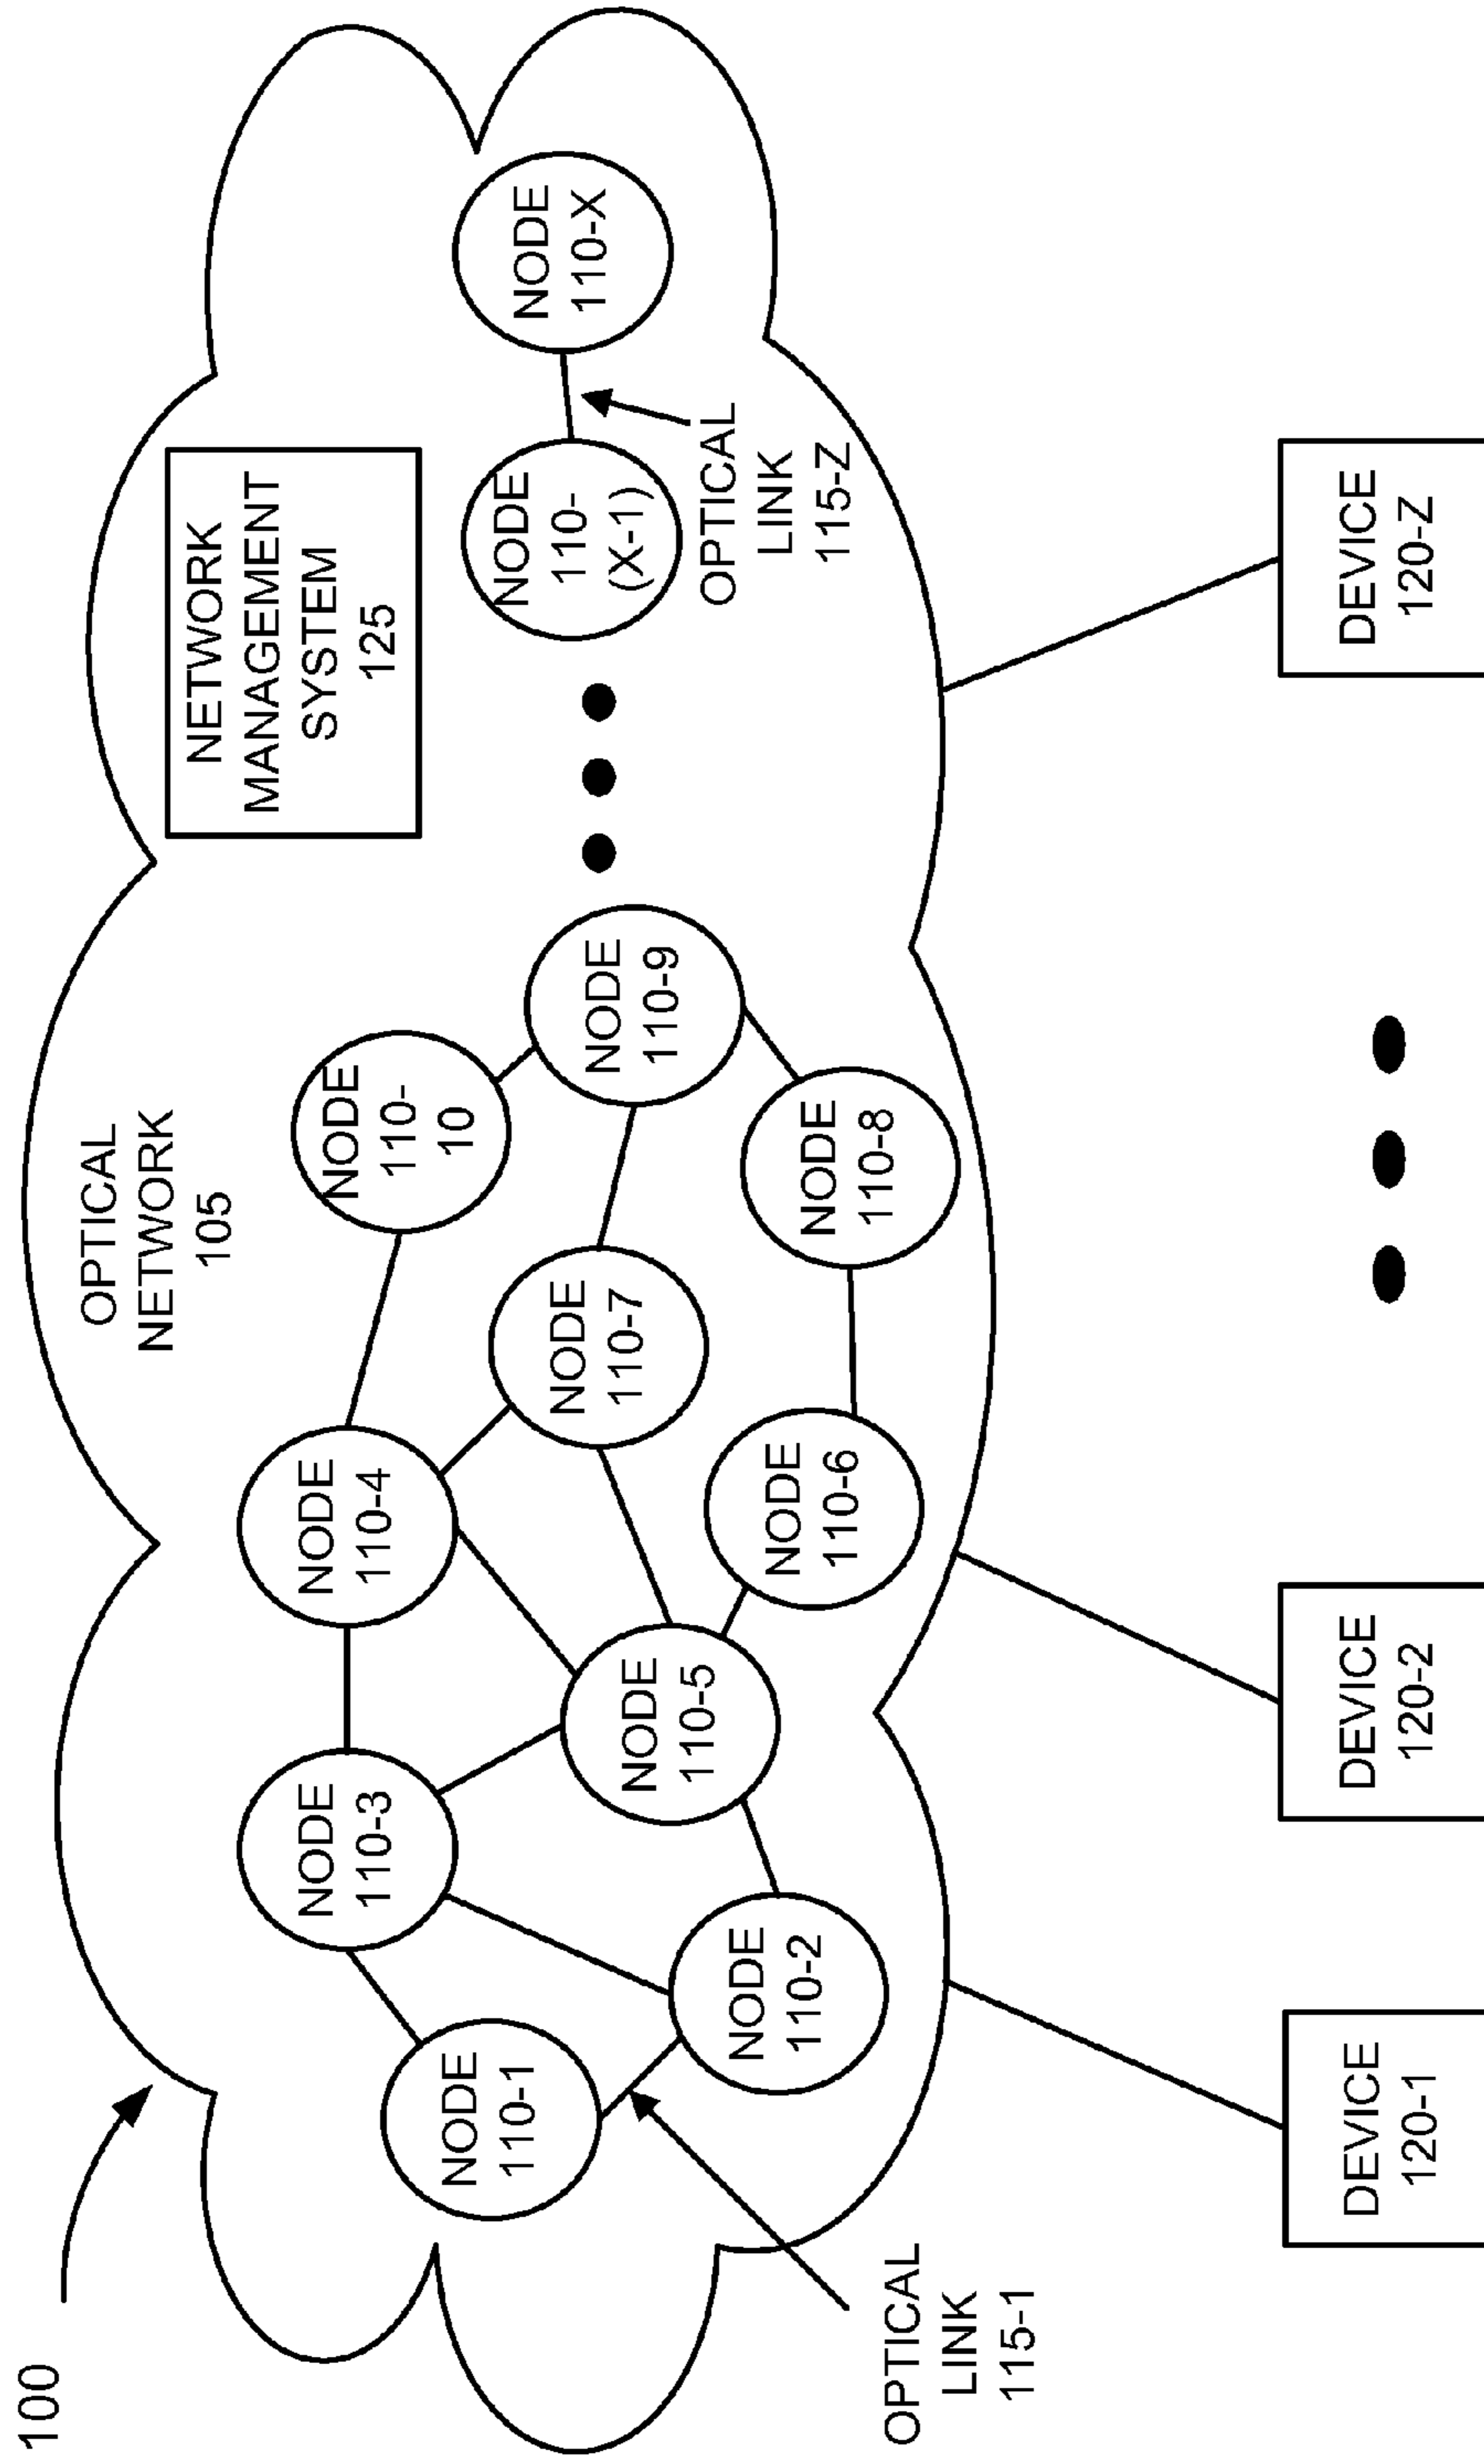 100
OPTICAL
NETWORK
105
NETWORK
MANAGEMENT
SYSTEM
125
NODE
110-1
NODE
110-2
NODE
110-3
NODE
110-4
NODE
110-5
NODE
110-6
NODE
110-7
NODE
110-8
NODE
110-9
NODE
110-
10
NODE
110-
(X-1)
NODE
110-X
OPTICAL
LINK
115-1
OPTICAL
LINK
115-Z
DEVICE
120-1
DEVICE
120-2
DEVICE
120-Z